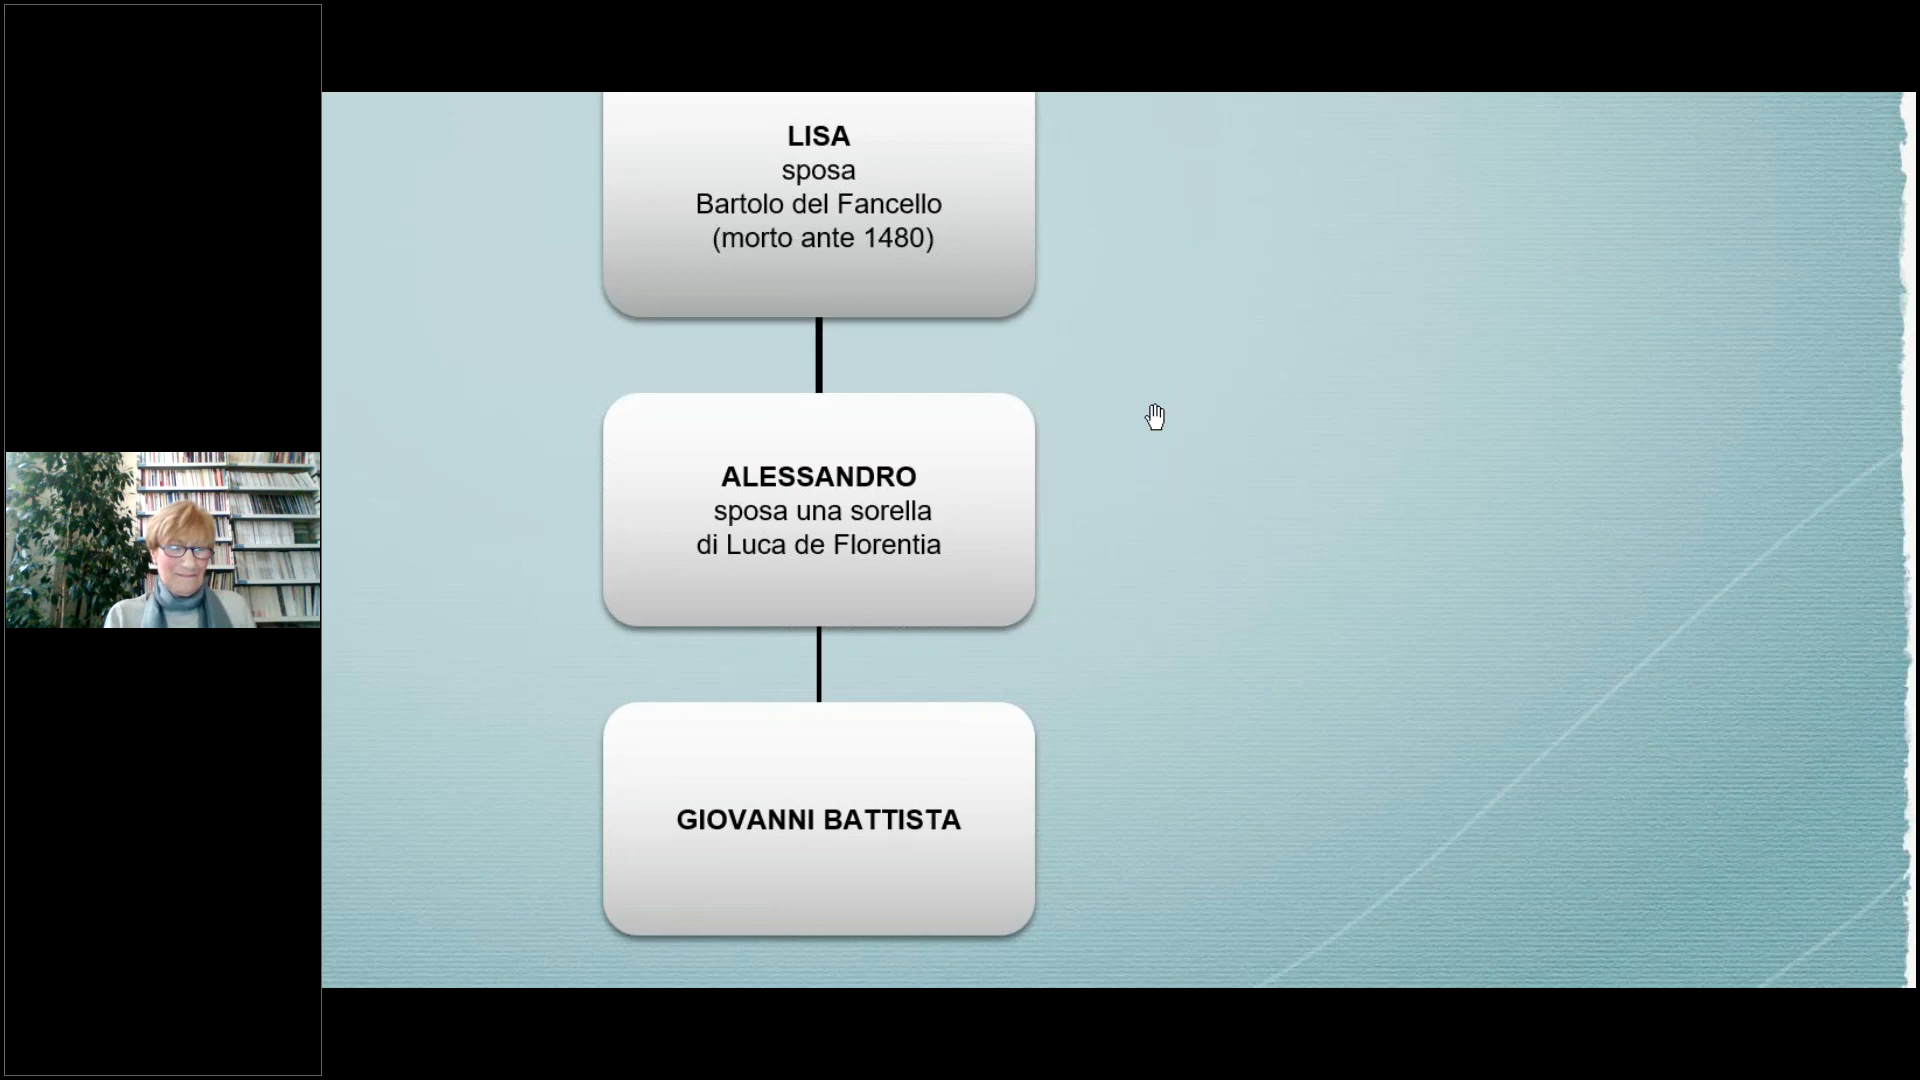 LISA
sposa
Bartolo del Fancello
(morto ante 1480)
ALESSANDRO
sposa una sorella
di Luca de Florentia
GIOVANNI BATTISTA